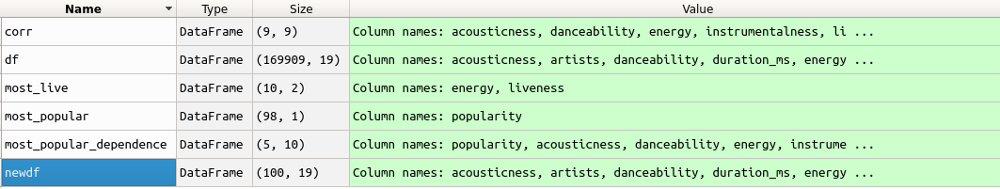 Name Type Size Value
corr DataFrame (9, 9) Column names: acousticness, danceability, energy, instrumentalness, li ...
df DataFrame (169909, 19) Column names: acousticness, artists, danceability, duration_ms, energy ...
most_live DataFrame (10, 2) Column names: energy, liveness
most_popular DataFrame (98, 1) Column names: popularity
most_popular_dependence DataFrame (5, 10) Column names: popularity, acousticness, danceability, energy, instrume ...
newdf DataFrame (100, 19) Column names: acousticness, artists, danceability, duration_ms, energy ...